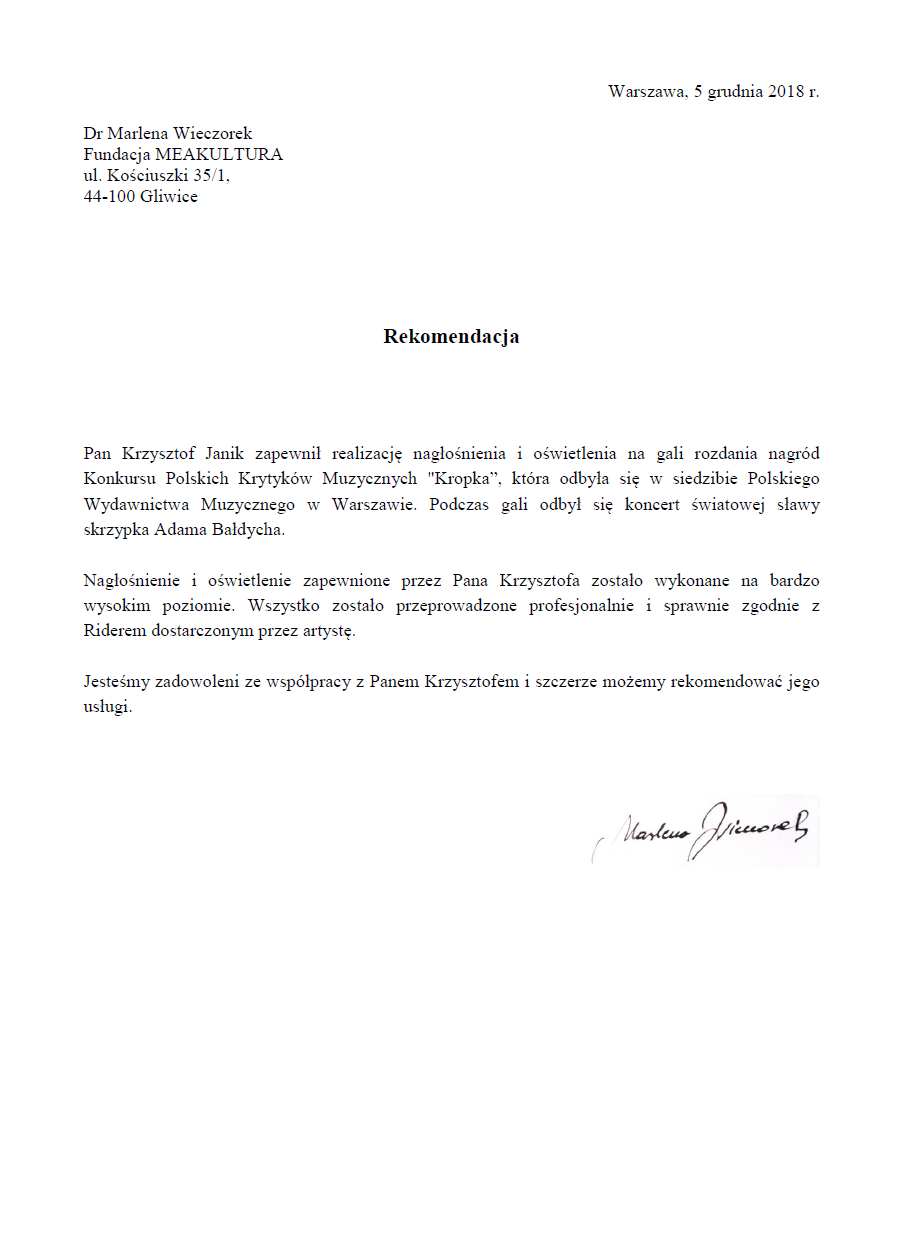 Warszawa, 5 grudnia 2018 r.
Dr Marlena Wieczorek
Fundacja MEAKULTURA
ul. Kościuszki 35/1,
44-100 Gliwice
Rekomendacja
Pan Krzysztof Janik zapewnił realizację nagłośnienia i oświetlenia na gali rozdania nagród
Konkursu Polskich Krytyków Muzycznych "Kropka”, która odbyła się w siedzibie Polskiego
Wydawnictwa Muzycznego w Warszawie. Podczas gali odbył się koncert światowej sławy
skrzypka Adama Bałdycha.
Nagłośnienie i oświetlenie zapewnione przez Pana Krzysztofa zostało wykonane na bardzo
wysokim poziomie. Wszystko zostało przeprowadzone profesjonalnie i sprawnie zgodnie z
Riderem dostarczonym przez artystę.
Jesteśmy zadowoleni ze współpracy z Panem Krzysztofem i szczerze możemy rekomendować jego
usługi.
Marlena Wieczorek